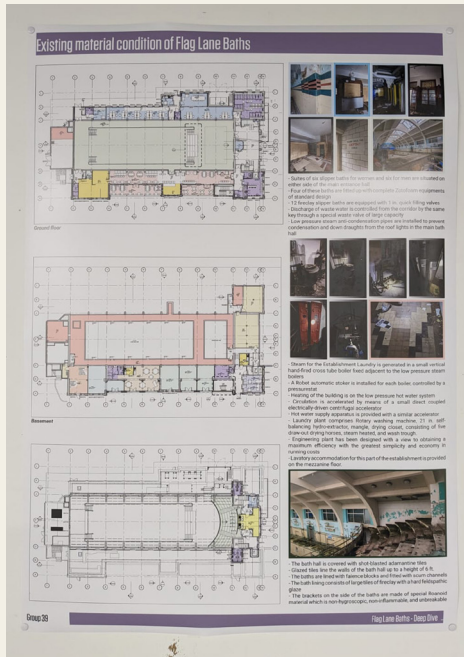 Existing material condition of Flag Lane Baths
- Suites of six slipper baths for women and six for men are situated on
either side of the main entrance hall
- Four of these baths are fitted up with
of standard design
- 12 fireclay slipper baths are equipped with 1 in. quick-filling valves
- Discharge of waste water is controlled from the corridor by the same
key through a special waste valve of large capacity
- Low pressure steam and condensation pipes are installed to prevent
condensation and down draughts from the roof lights in the main bath
hall
Ground floor
- Steam for the Establishment Laundry is generated in a small vertical
hand-fired cross tube boiler fixed adjacent to the low pressure steam
boilers
- A Robot automatic stoker is installed for each boiler controlled by a
pressurestat
- Heating of the building is on the low pressure hot water system
- Circulation is accelerated by means of a small direct coupled
electrically-driven centrifugal accelerator
- Hot water supply apparatus is provided with a similar accelerator
- Laundry plant comprises Rotary washing machine, 21 in. self-
balancing hydro-extractor, mangle, drying closet, consisting of five
draw-out drying horses, steam heated, and wash trough
- Engineering plant has been designed with a view to obtaining a
maximum efficiency with the greatest simplicity and economy in
running costs
- Lavatory accommodation for this part of the establishment is provided
on the mezzanine floor.
Basement
- The bath hall is covered with shot-blasted adamantine tiles
- Glazed tiles line the walls of the bath hall up to a height of 6 ft.
- The baths are lined with faience blocks and fitted with scum channels
- The bath lining consists of large tiles of fireclay with a hard feldspathic
glaze
- The brackets on the side of the baths are made of special
material which is non-hygroscopic, non-inflammable, and unbreakable
Group 39
Flag Lane Baths - Deep Dive